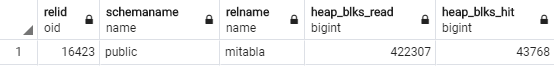 relid schemaname relname heap_blks_read heap_blks_hit
oid name name bigint bigint
1 16423 public mitabla 422307 43768